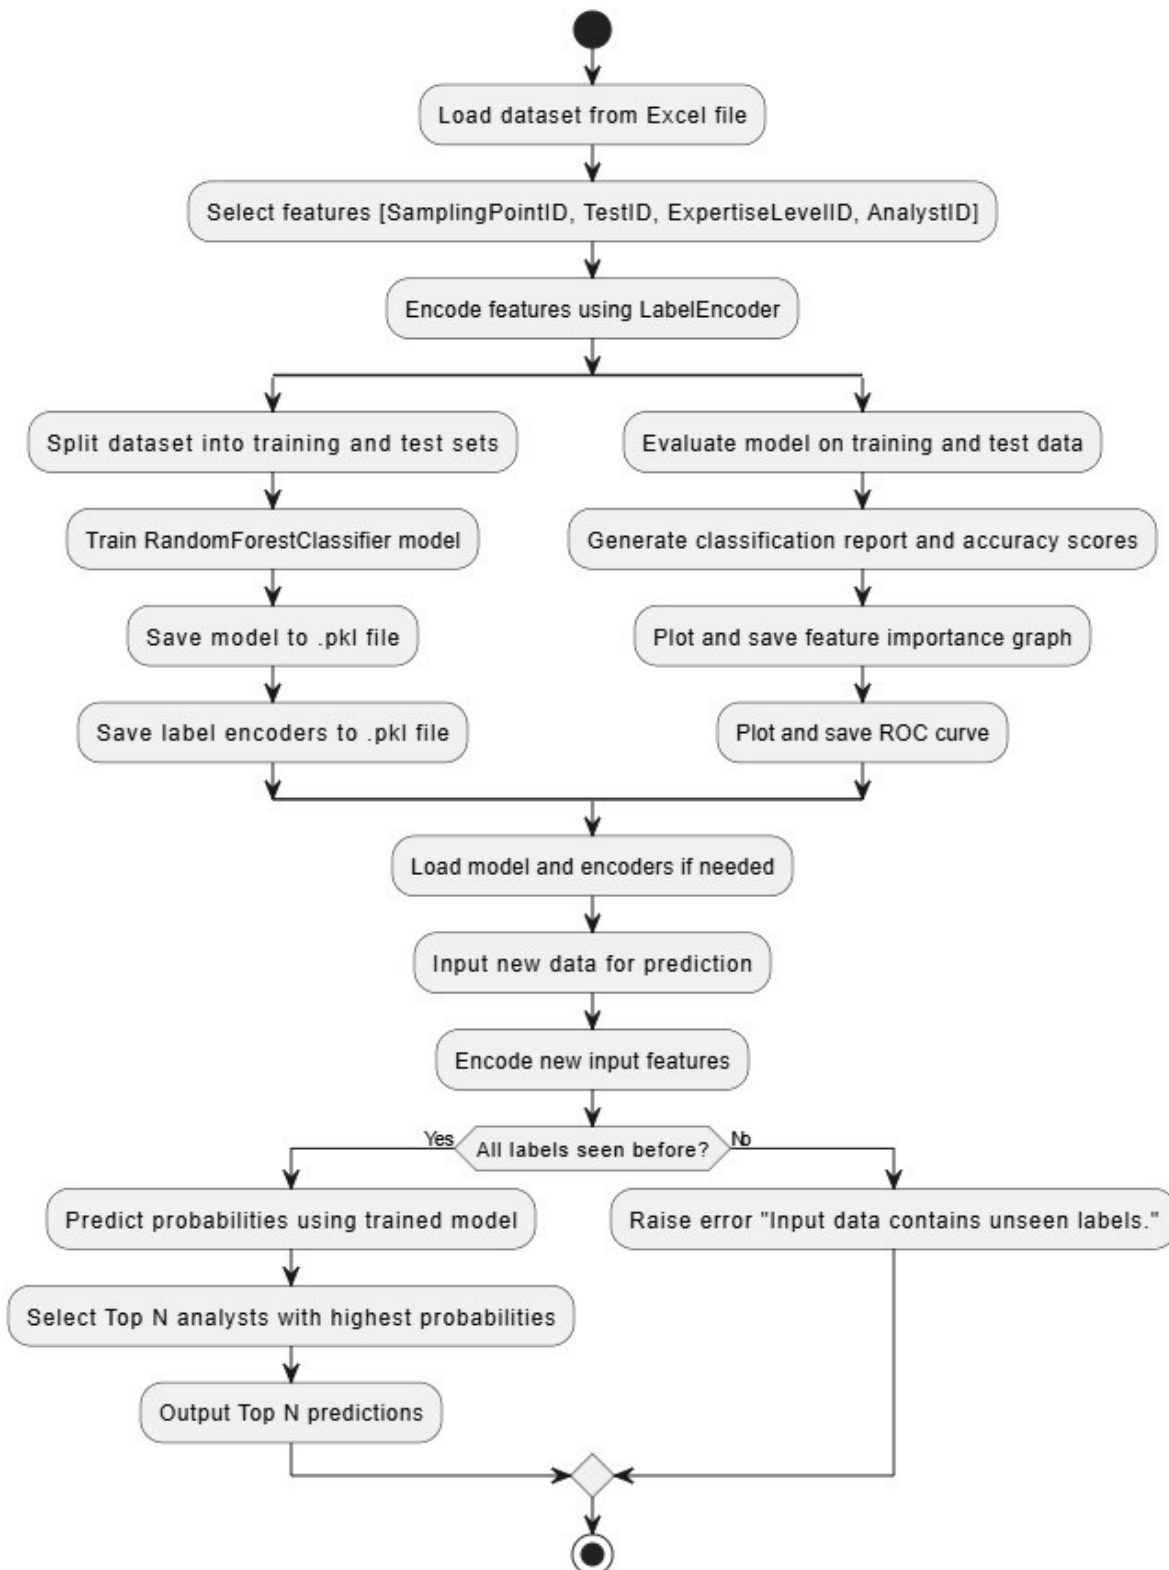 Load dataset from Excel file
Select features [SamplingPointID, TestID, ExpertiseLevelID, AnalystID]
Encode features using LabelEncoder
Split dataset into training and test sets
Evaluate model on training and test data
Train RandomForestClassifier model
Generate classification report and accuracy scores
Save model to .pkl file
Plot and save feature importance graph
Save label encoders to .pkl file
Plot and save ROC curve
Load model and encoders if needed
Input new data for prediction
Encode new input features
Yes
All labels seen before?
No
Predict probabilities using trained model
Raise error "Input data contains unseen labels."
Select Top N analysts with highest probabilities
Output Top N predictions